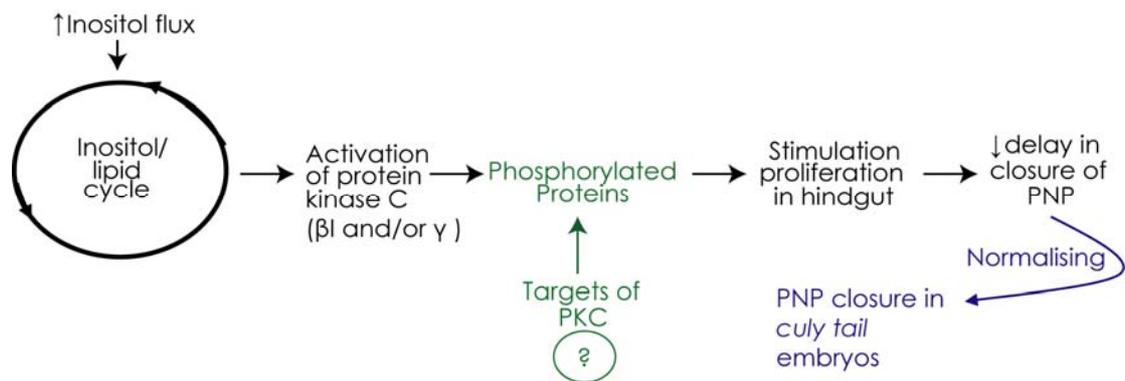 ↑Inositol flux
Inositol/
lipid
cycle
Activation
of protein
kinase C
(βI and/or γ )
Phosphorylated
Proteins
Targets of
PKC
?
Stimulation
proliferation
in hindgut
↓delay in
closure of
PNP
Normalising
PNP closure in
culy tail
embryos